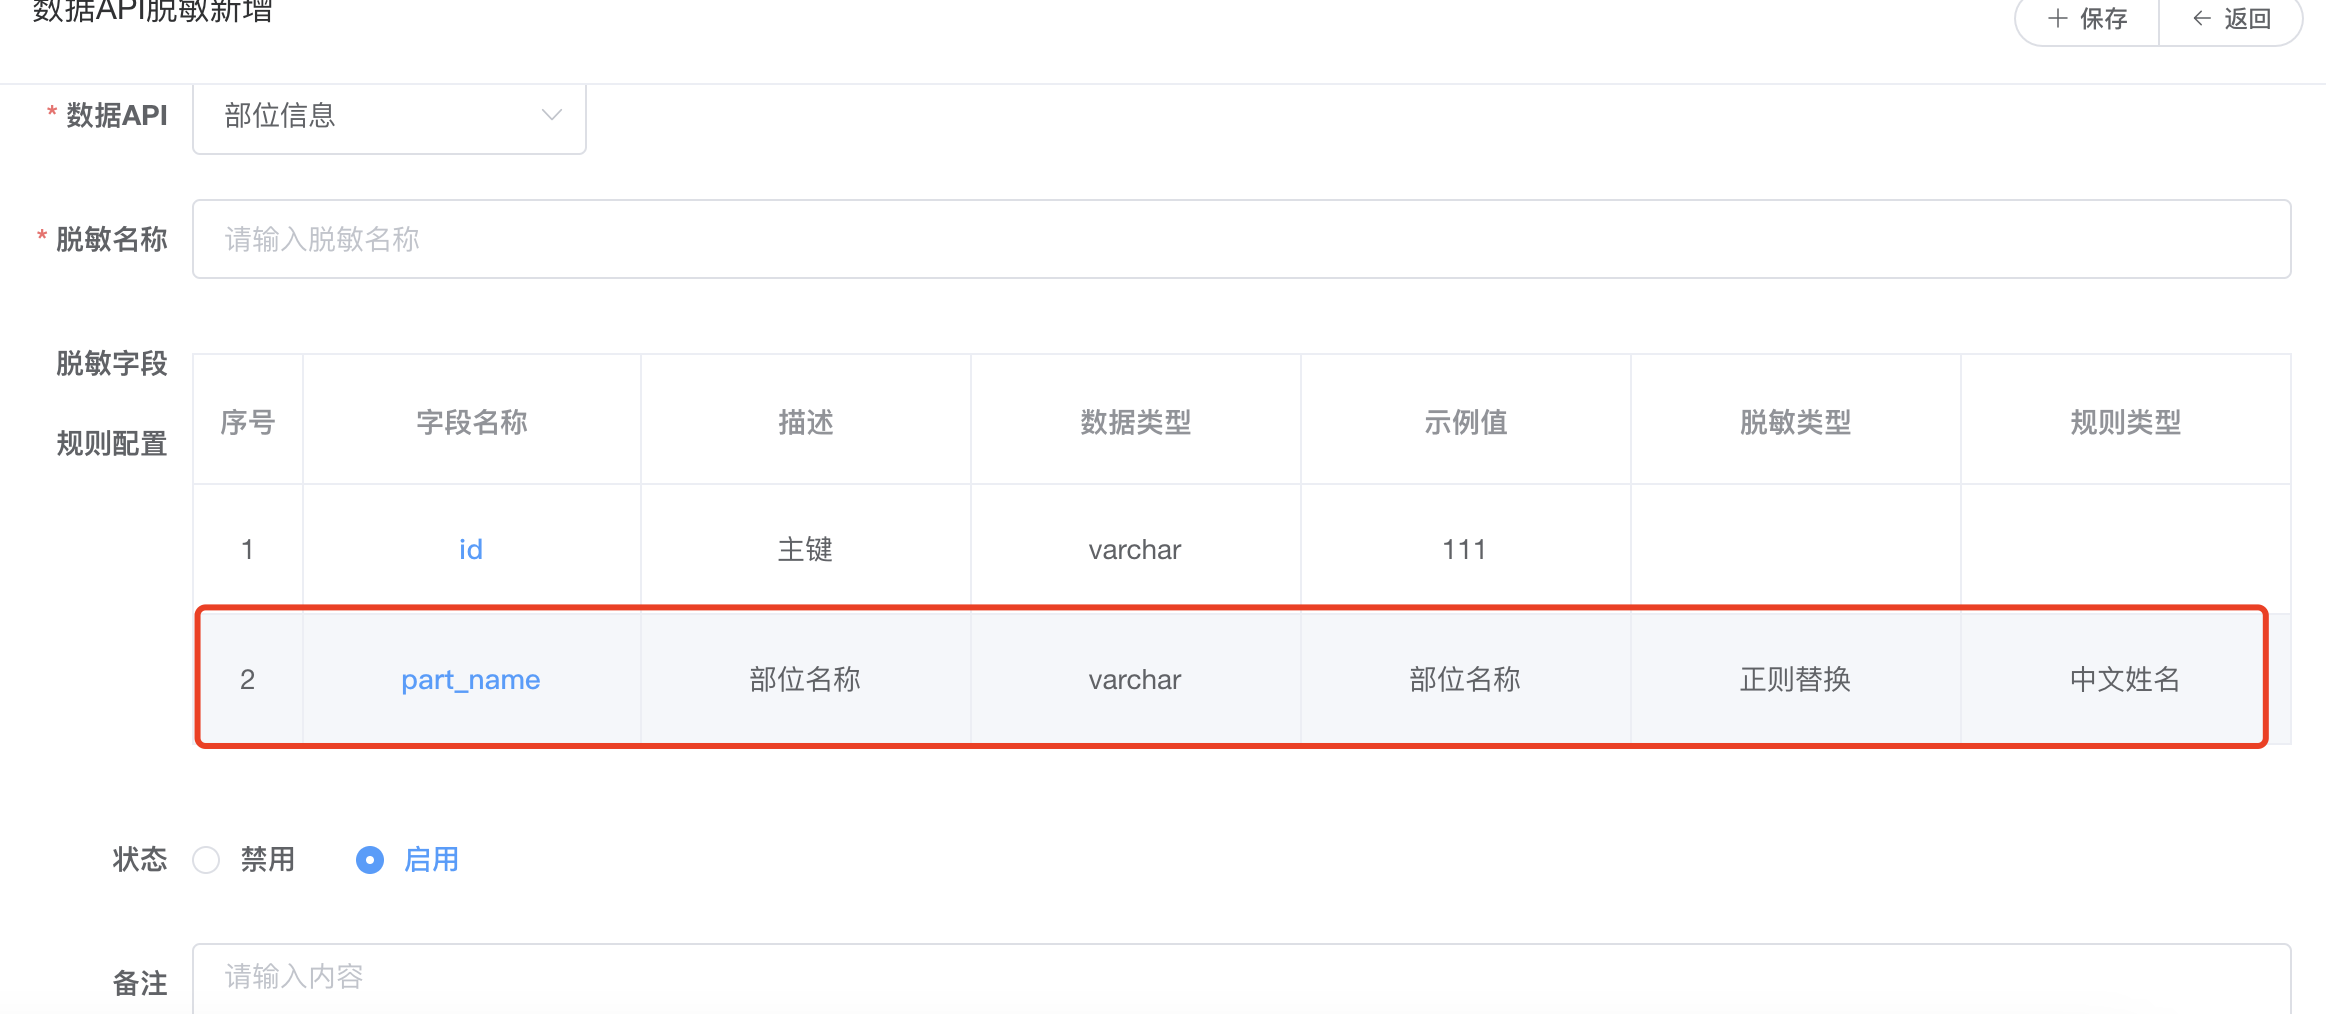 数据API脱敏新增
保存 返回
* 数据API 部位信息
* 脱敏名称 请输入脱敏名称
脱敏字段
规则配置
序号 字段名称 描述 数据类型 示例值 脱敏类型 规则类型
1 id 主键 varchar 111
2 part_name 部位名称 varchar 部位名称 正则替换 中文姓名
状态 禁用 启用
备注 请输入内容